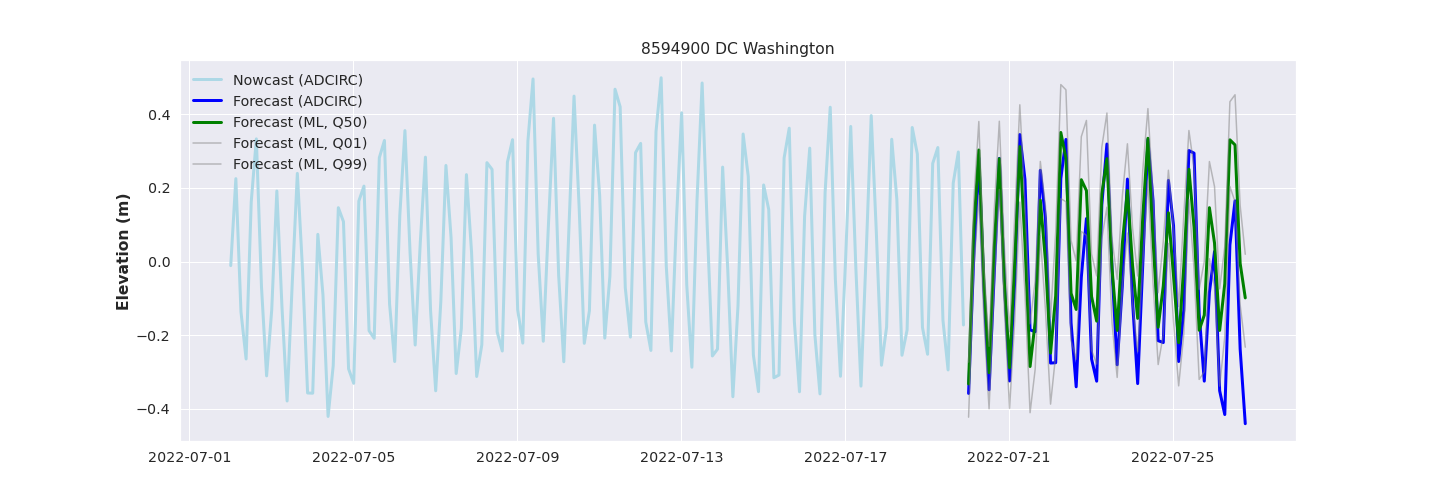 8594900 DC Washington
Nowcast (ADCIRC)
Forecast (ADCIRC)
Forecast (ML, Q50)
Forecast (ML, Q01)
Forecast (ML, Q99)
Elevation (m)
0.4
0.2
0.0
−0.2
−0.4
2022-07-01
2022-07-05
2022-07-09
2022-07-13
2022-07-17
2022-07-21
2022-07-25